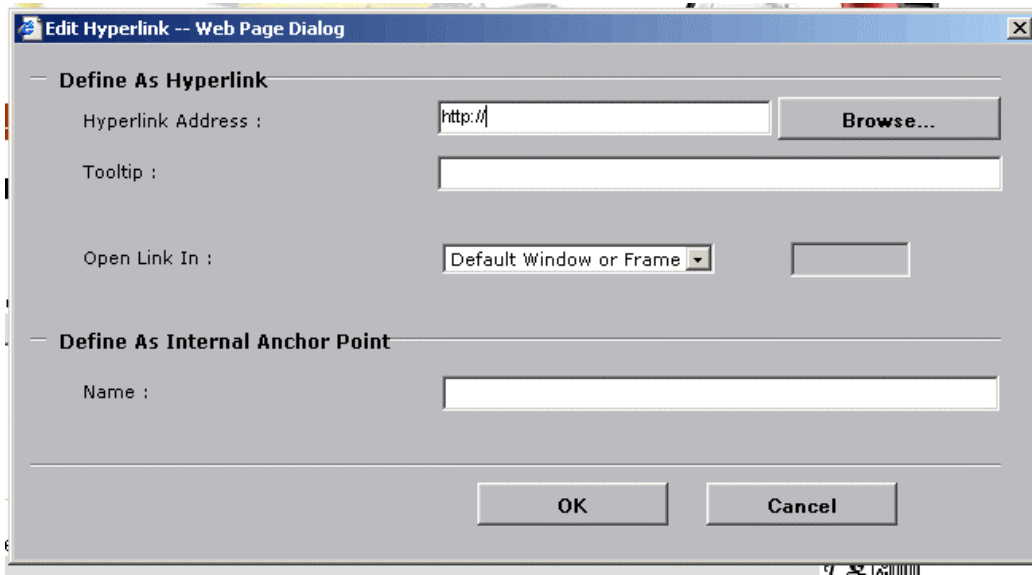 Edit Hyperlink -- Web Page Dialog
Define As Hyperlink
Hyperlink Address :
http://
Browse...
Tooltip :
Open Link In :
Default Window or Frame
Define As Internal Anchor Point
Name :
OK
Cancel